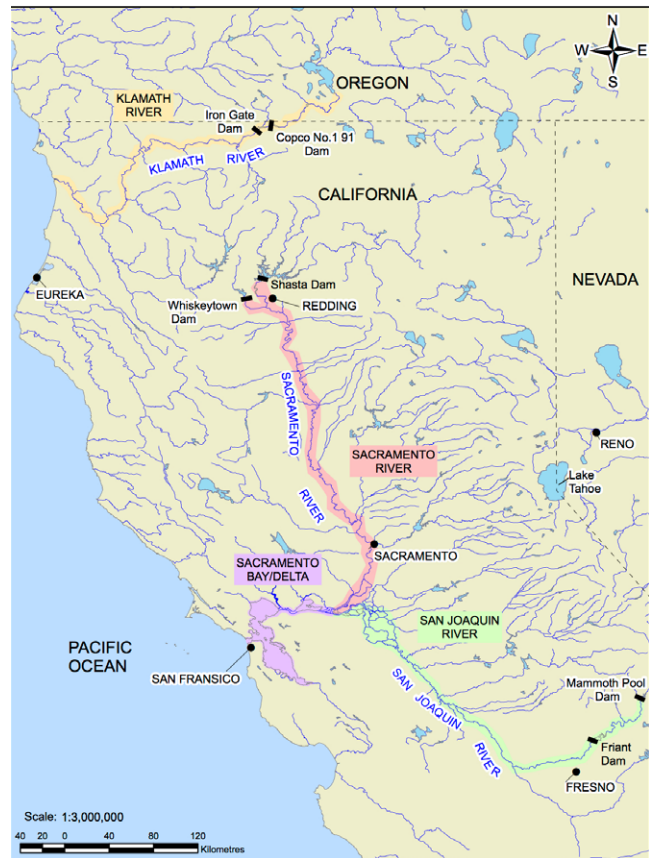 N
W E
S
OREGON
KLAMATH
RIVER
Iron Gate
Dam
Copco No.1 91
Dam
KLAMATH RIVER
CALIFORNIA
NEVADA
Shasta Dam
EUREKA
Whiskeytown
Dam
REDDING
SACRAMENTO
RIVER
RENO
SACRAMENTO
RIVER
Lake
Tahoe
SACRAMENTO
SACRAMENTO
BAY/DELTA
SAN JOAQUIN
RIVER
PACIFIC
OCEAN
SAN FRANSICO
SAN JOAQUIN
RIVER
Mammoth Pool
Dam
Friant
Dam
FRESNO
Scale: 1:3,000,000
40 20 0 40 80 120
Kilometres